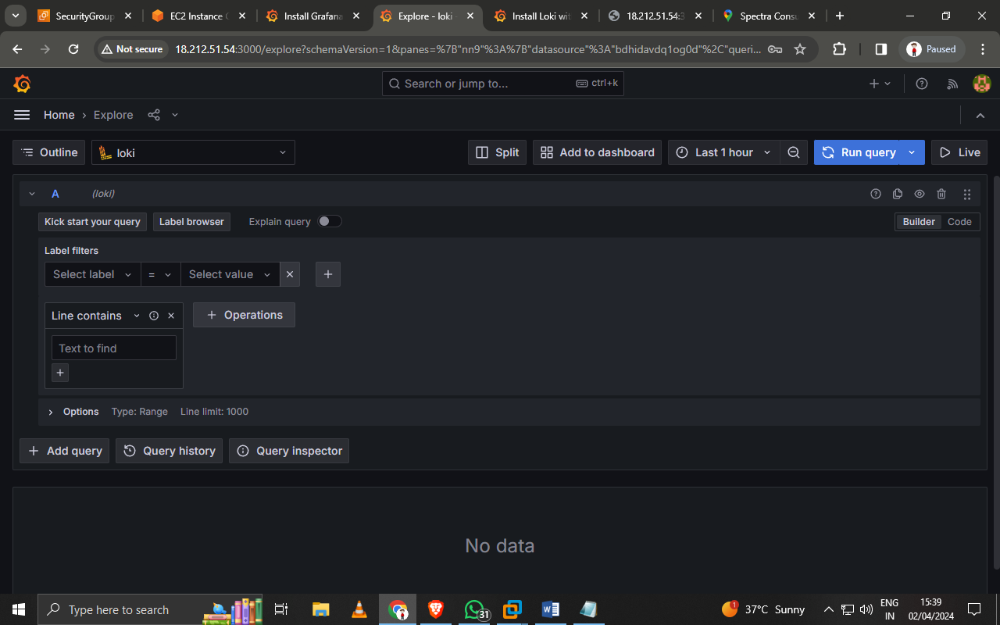 SecurityGroup
EC2 Instance C
Install Grafana
Explore - loki -
Install Loki wit
18.212.51.54:3
Spectra Consu
Not secure
18.212.51.54:3000/explore?schemaVersion=1&panes=%7B"nn9"%3A%7B"datasource"%3A"bdhidavdq1og0d"%2C"queri...
Paused
Search or jump to...
ctrl+k
Home › Explore
Outline
loki
Split
Add to dashboard
Last 1 hour
Run query
Live
A
(loki)
Kick start your query
Label browser
Explain query
Builder
Code
Label filters
Select label
=
Select value
Line contains
Operations
Text to find
Options
Type: Range
Line limit: 1000
Add query
Query history
Query inspector
No data
Type here to search
31
1
37°C Sunny
ENG
IN
15:39
02/04/2024